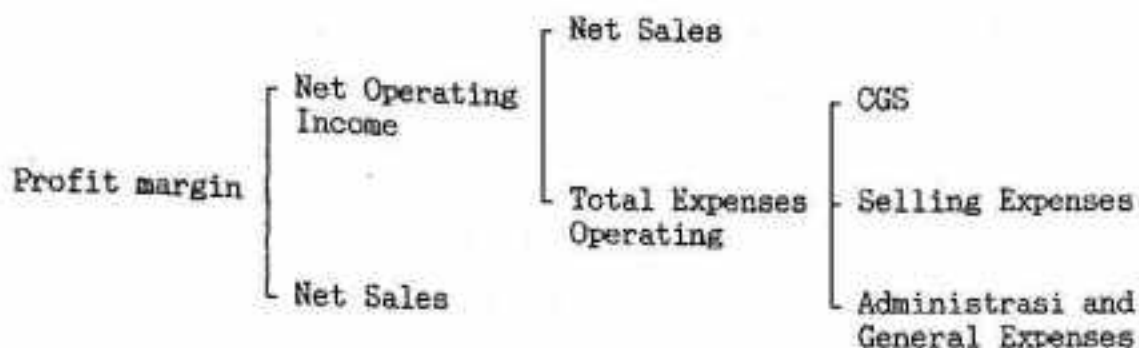 Net Sales
Net Operating
Income
CGS
Profit margin
Total Expenses
Operating
Selling Expenses
Net Sales
Administrasi and
General Expenses